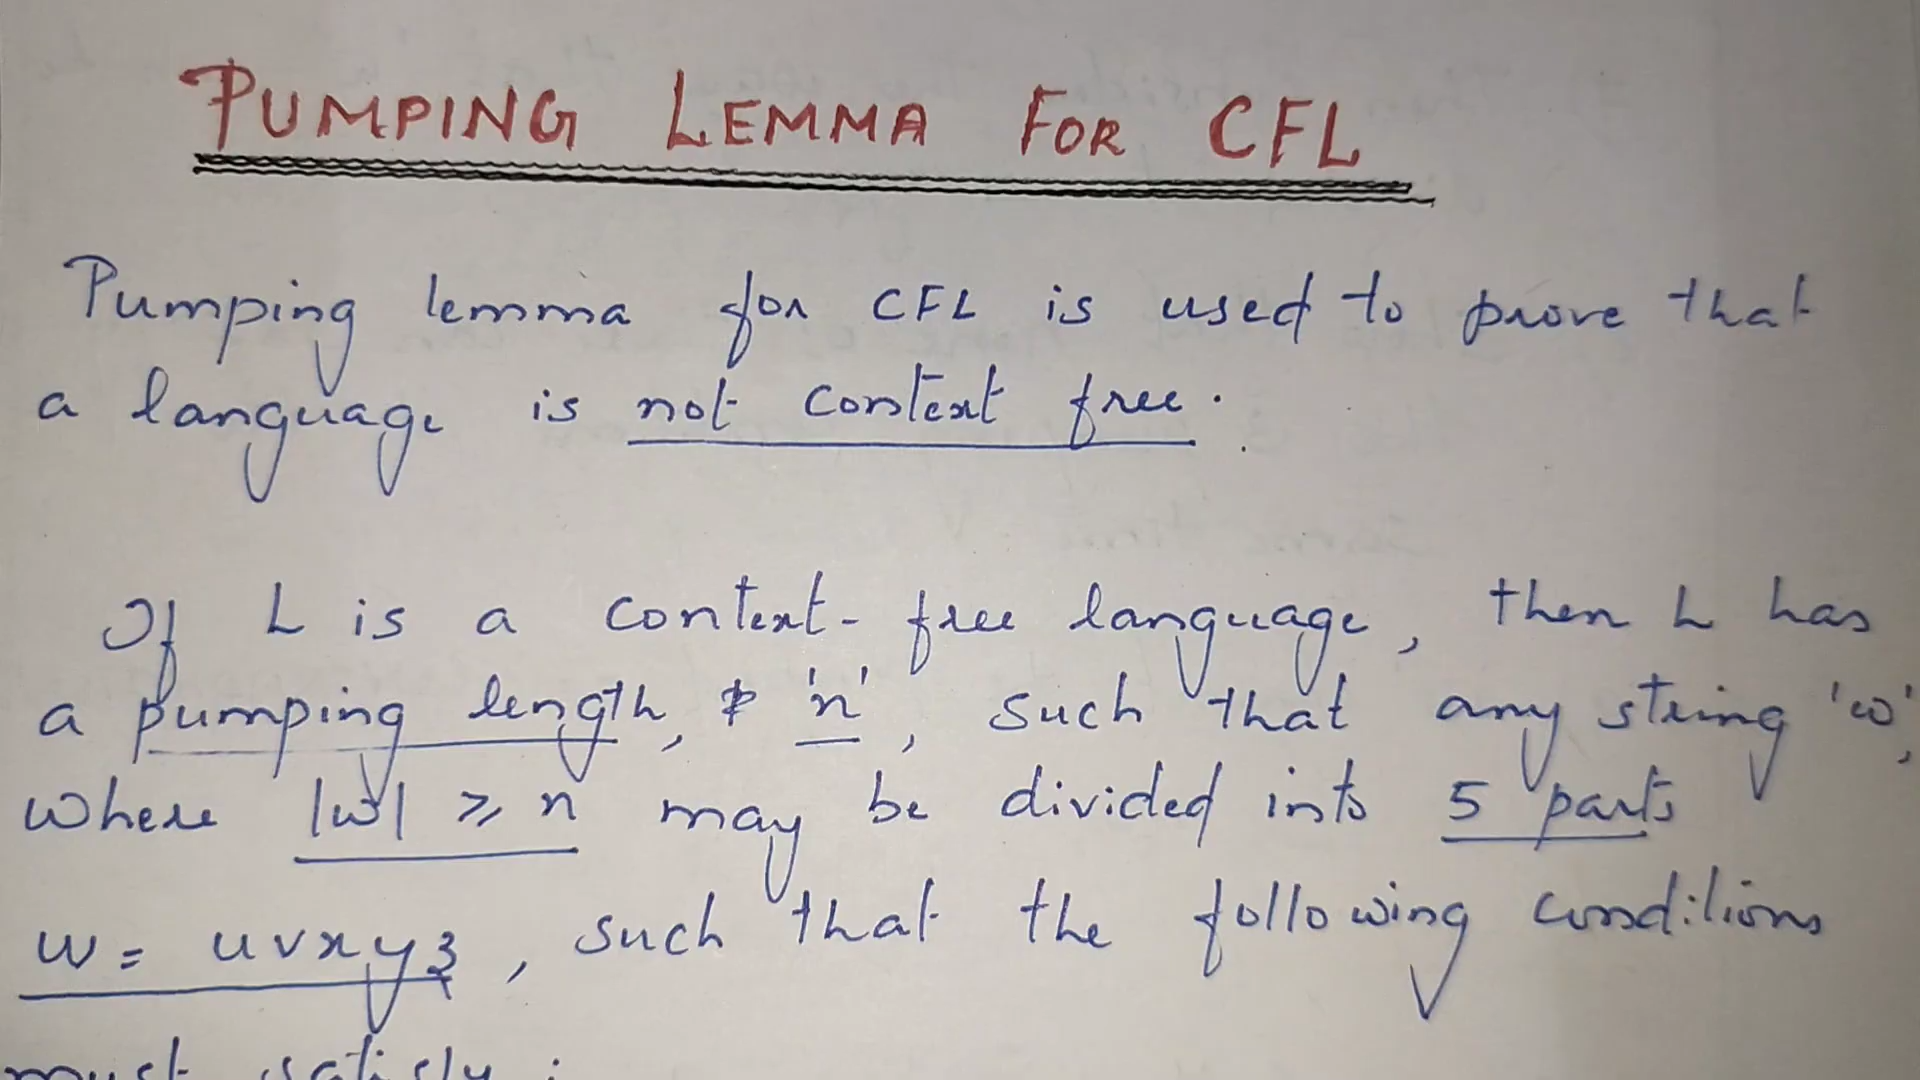 PUMPING LEMMA FOR CFL
Pumping lemma for CFL is used to prove that
a language is not context free.
If L is a context-free language, then L has
a pumping length, 'n', such that any string 'w',
where |w| ≥ n may be divided into 5 parts
w = uvxyz, such that the following conditions
must satisfy :